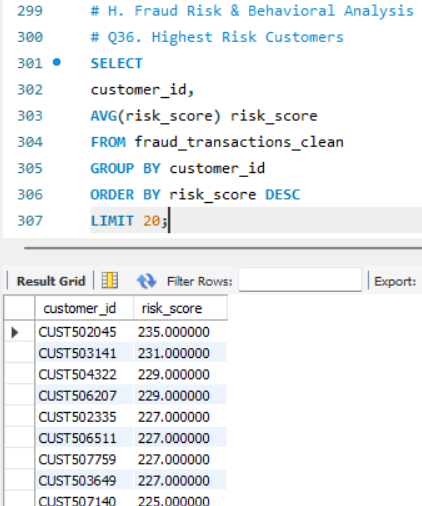 299 # H. Fraud Risk & Behavioral Analysis
300 # Q36. Highest Risk Customers
301 SELECT
302 customer_id,
303 AVG(risk_score) risk_score
304 FROM fraud_transactions_clean
305 GROUP BY customer_id
306 ORDER BY risk_score DESC
307 LIMIT 20;
Result Grid Filter Rows: Export:
customer_id risk_score
CUST502045 235.000000
CUST503141 231.000000
CUST504322 229.000000
CUST506207 229.000000
CUST502335 227.000000
CUST506511 227.000000
CUST507759 227.000000
CUST503649 227.000000
CUST507140 225.000000